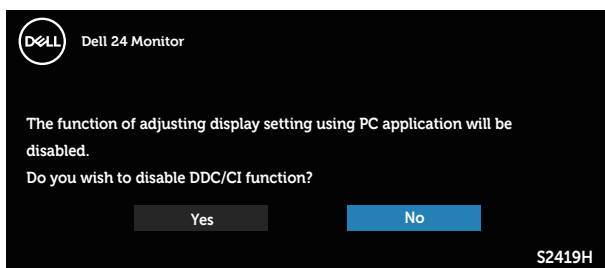 DELL
Dell 24 Monitor
The function of adjusting display setting using PC application will be
disabled.
Do you wish to disable DDC/CI function?
Yes
No
S2419H